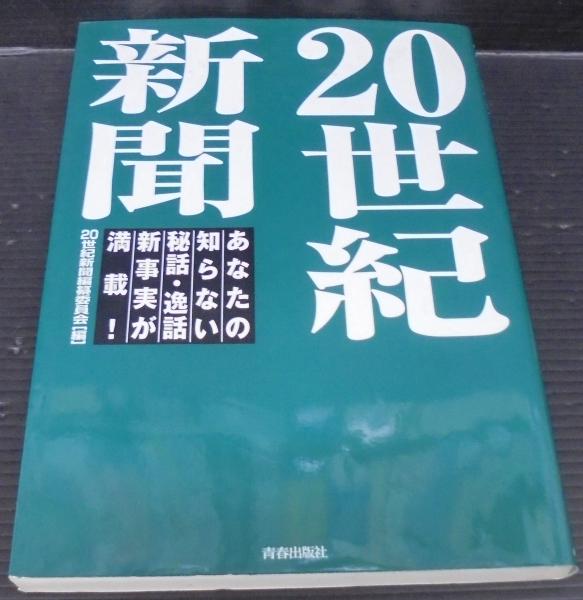 20世紀
新聞
あなたの
知らない
秘話・逸話
新事実が
満載！
20世紀新聞編纂委員会［編］
青春出版社